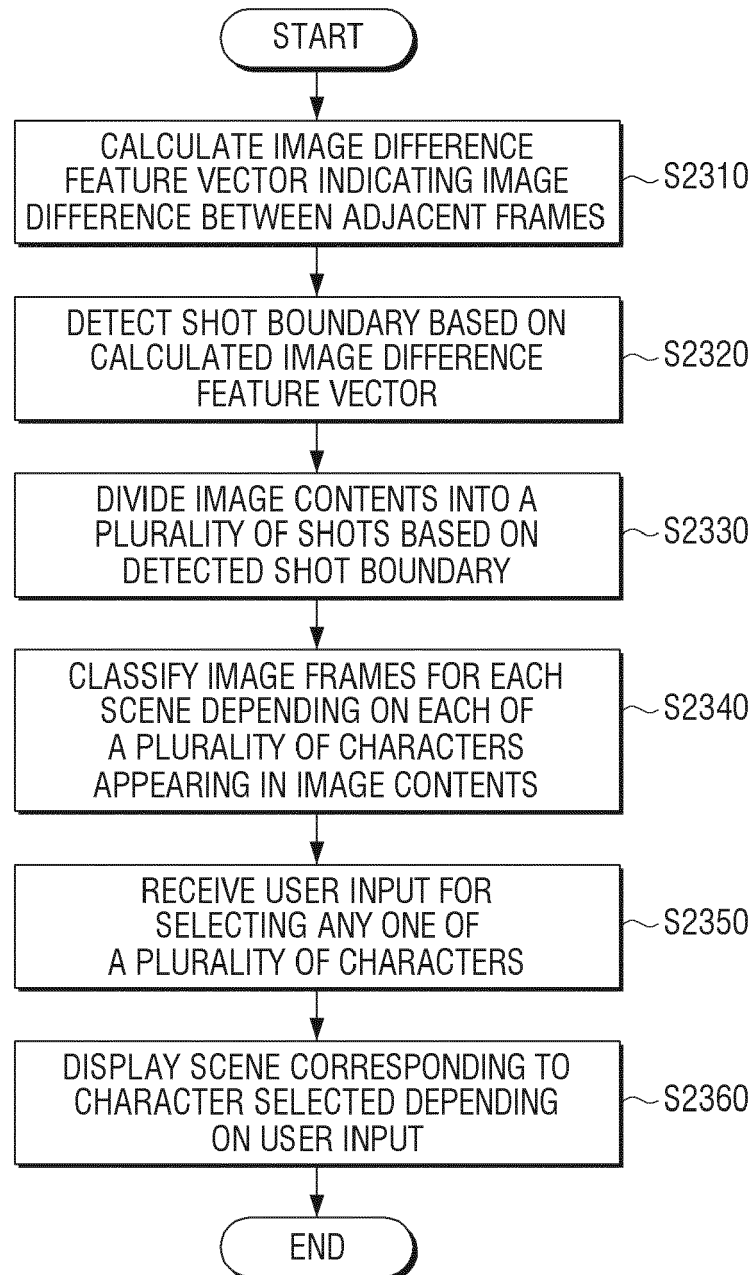 START
CALCULATE IMAGE DIFFERENCE
FEATURE VECTOR INDICATING IMAGE
DIFFERENCE BETWEEN ADJACENT FRAMES
S2310
DETECT SHOT BOUNDARY BASED ON
CALCULATED IMAGE DIFFERENCE
FEATURE VECTOR
S2320
DIVIDE IMAGE CONTENTS INTO A
PLURALITY OF SHOTS BASED ON
DETECTED SHOT BOUNDARY
S2330
CLASSIFY IMAGE FRAMES FOR EACH
SCENE DEPENDING ON EACH OF
A PLURALITY OF CHARACTERS
APPEARING IN IMAGE CONTENTS
S2340
RECEIVE USER INPUT FOR
SELECTING ANY ONE OF
A PLURALITY OF CHARACTERS
S2350
DISPLAY SCENE CORRESPONDING TO
CHARACTER SELECTED DEPENDING
ON USER INPUT
S2360
END